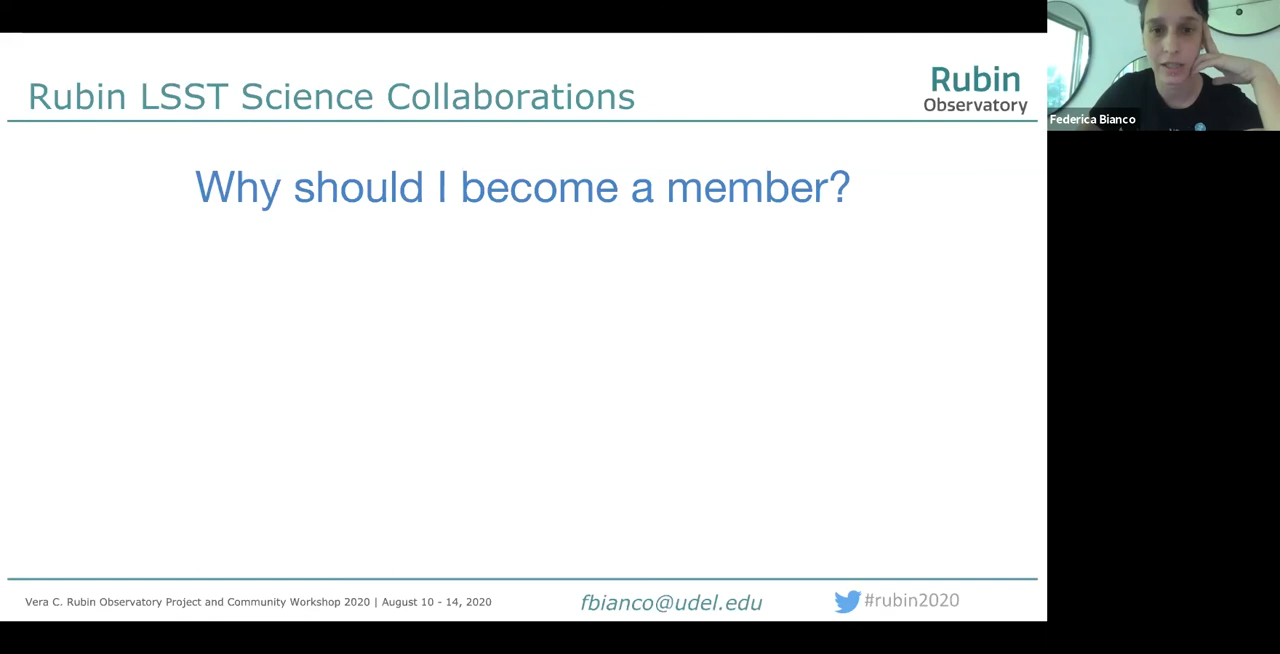 Rubin LSST Science Collaborations
Rubin
Observatory
Federica Bianco
Why should I become a member?
Vera C. Rubin Observatory Project and Community Workshop 2020 | August 10 - 14, 2020
fbianco@udel.edu
#rubin2020